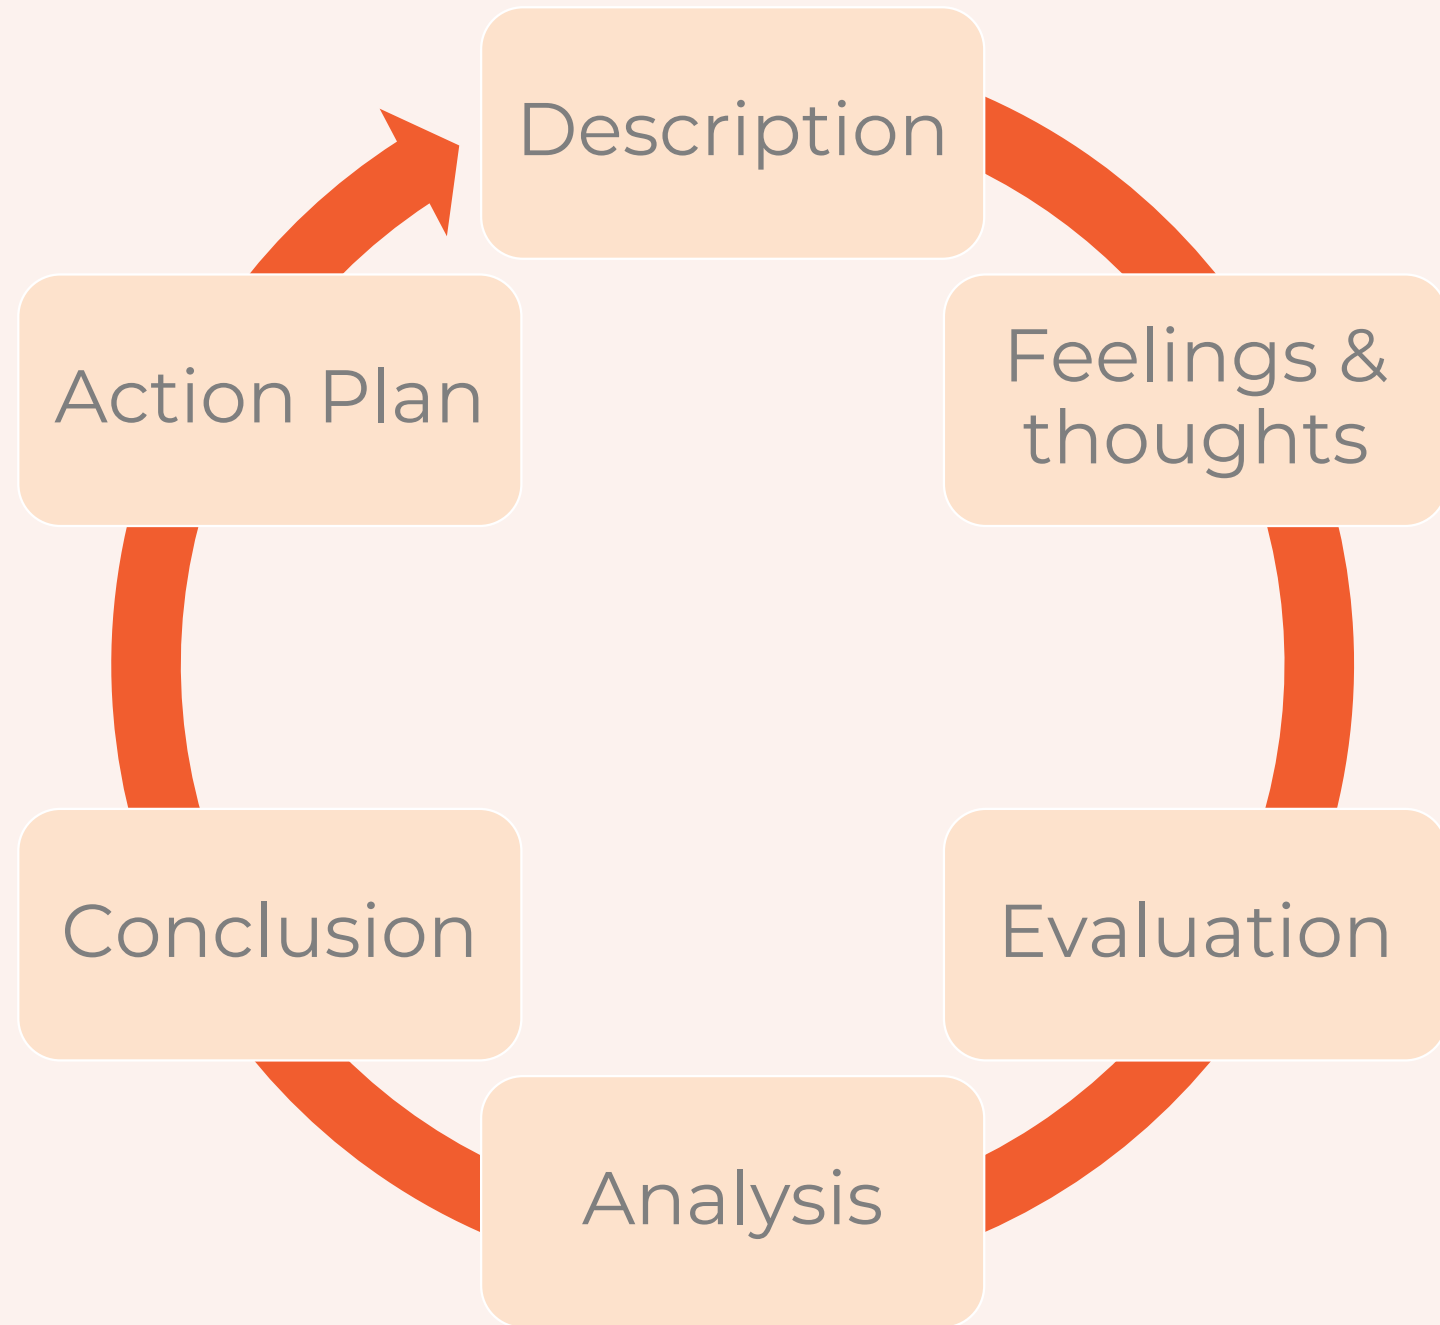 Description
Feelings &
thoughts
Evaluation
Analysis
Conclusion
Action Plan